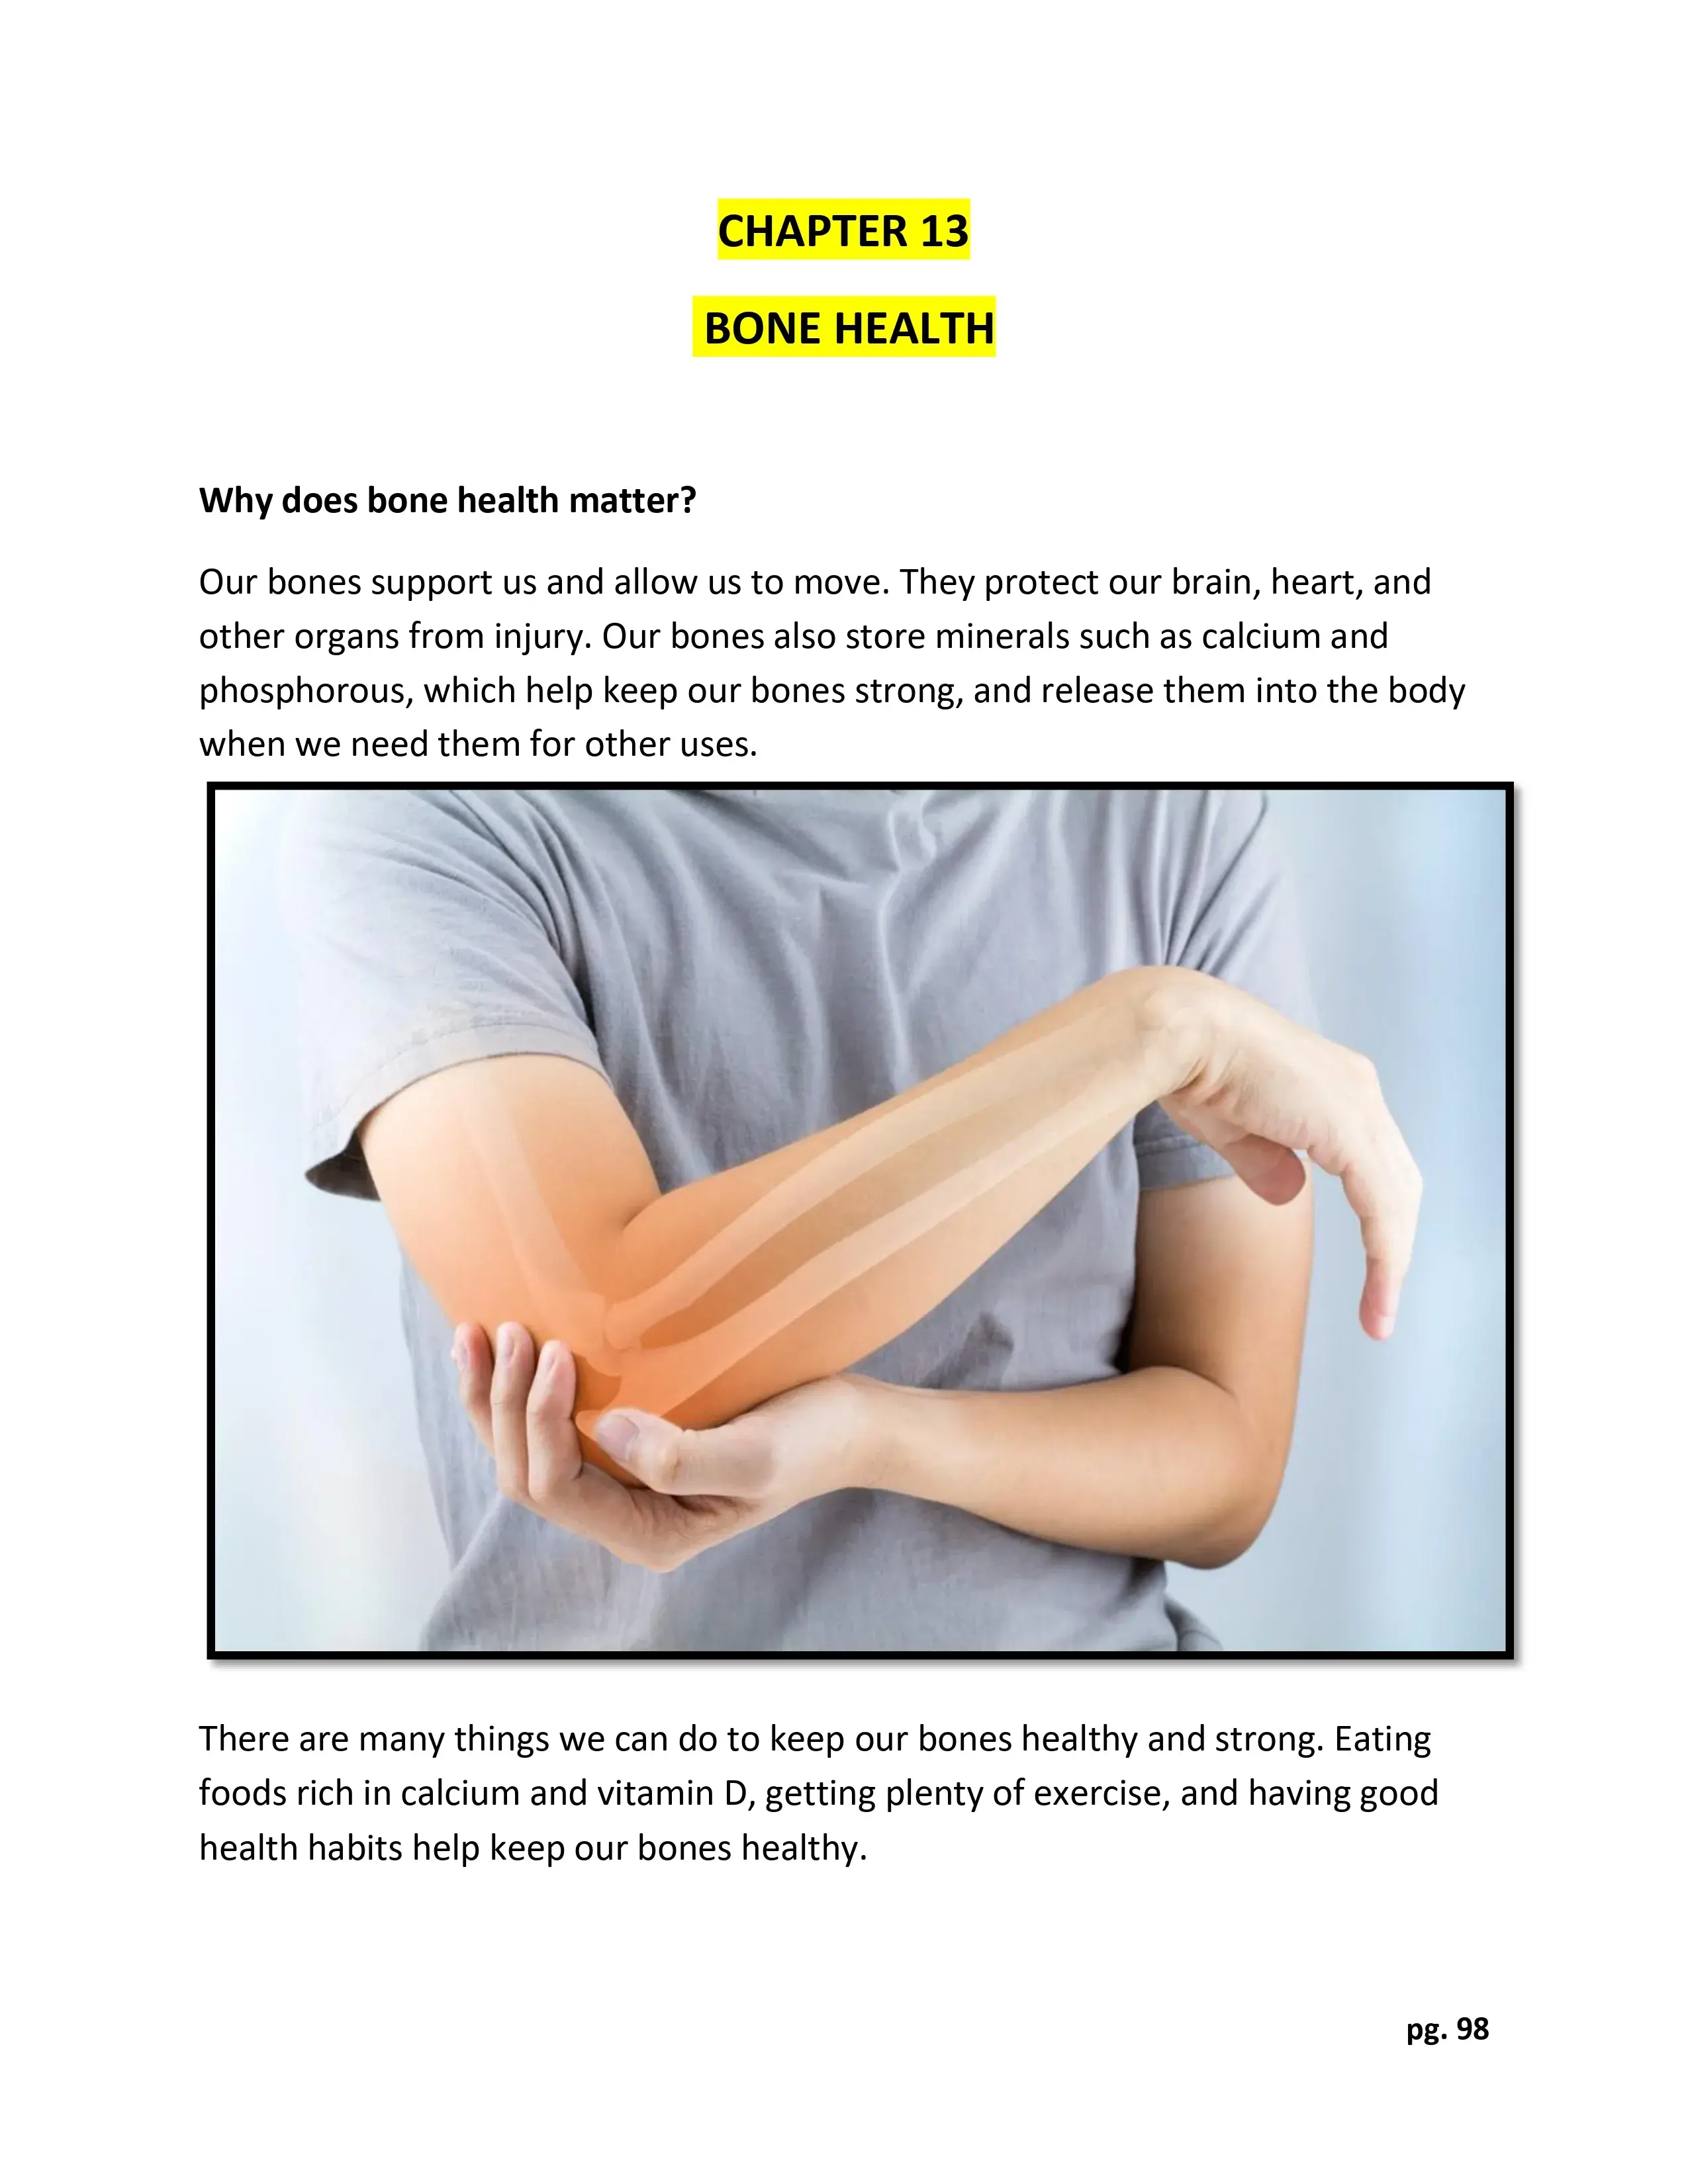 CHAPTER 13
BONE HEALTH
Why does bone health matter?
Our bones support us and allow us to move. They protect our brain, heart, and
other organs from injury. Our bones also store minerals such as calcium and
phosphorous, which help keep our bones strong, and release them into the body
when we need them for other uses.
There are many things we can do to keep our bones healthy and strong. Eating
foods rich in calcium and vitamin D, getting plenty of exercise, and having good
health habits help keep our bones healthy.
pg. 98